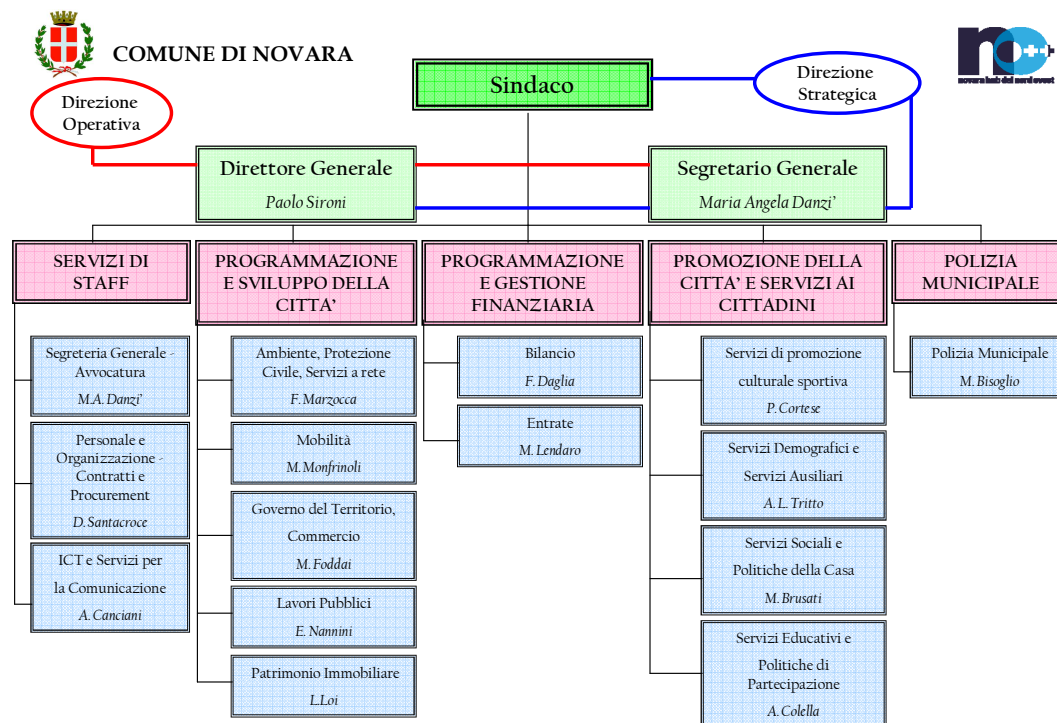 COMUNE DI NOVARA
novara hub del nord ovest
Direzione
Operativa
Sindaco
Direzione
Strategica
Direttore Generale
Paolo Sironi
Segretario Generale
Maria Angela Danzi’
SERVIZI DI
STAFF
PROGRAMMAZIONE
E SVILUPPO DELLA
CITTA’
PROGRAMMAZIONE
E GESTIONE
FINANZIARIA
PROMOZIONE DELLA
CITTA’ E SERVIZI AI
CITTADINI
POLIZIA
MUNICIPALE
Segreteria Generale -
Avvocatura
M.A. Danzi’
Personale e
Organizzazione -
Contratti e
Procurement
D. Santacroce
ICT e Servizi per
la Comunicazione
A. Canciani
Ambiente, Protezione
Civile, Servizi a rete
F. Marzocca
Mobilità
M. Monfrinoli
Governo del Territorio,
Commercio
M. Foddai
Lavori Pubblici
E. Nannini
Patrimonio Immobiliare
L.Loi
Bilancio
F. Daglia
Entrate
M. Lendaro
Servizi di promozione
culturale sportiva
P. Cortese
Servizi Demografici e
Servizi Ausiliari
A. L. Tritto
Servizi Sociali e
Politiche della Casa
M. Brusati
Servizi Educativi e
Politiche di
Partecipazione
A. Colella
Polizia Municipale
M. Bisoglio